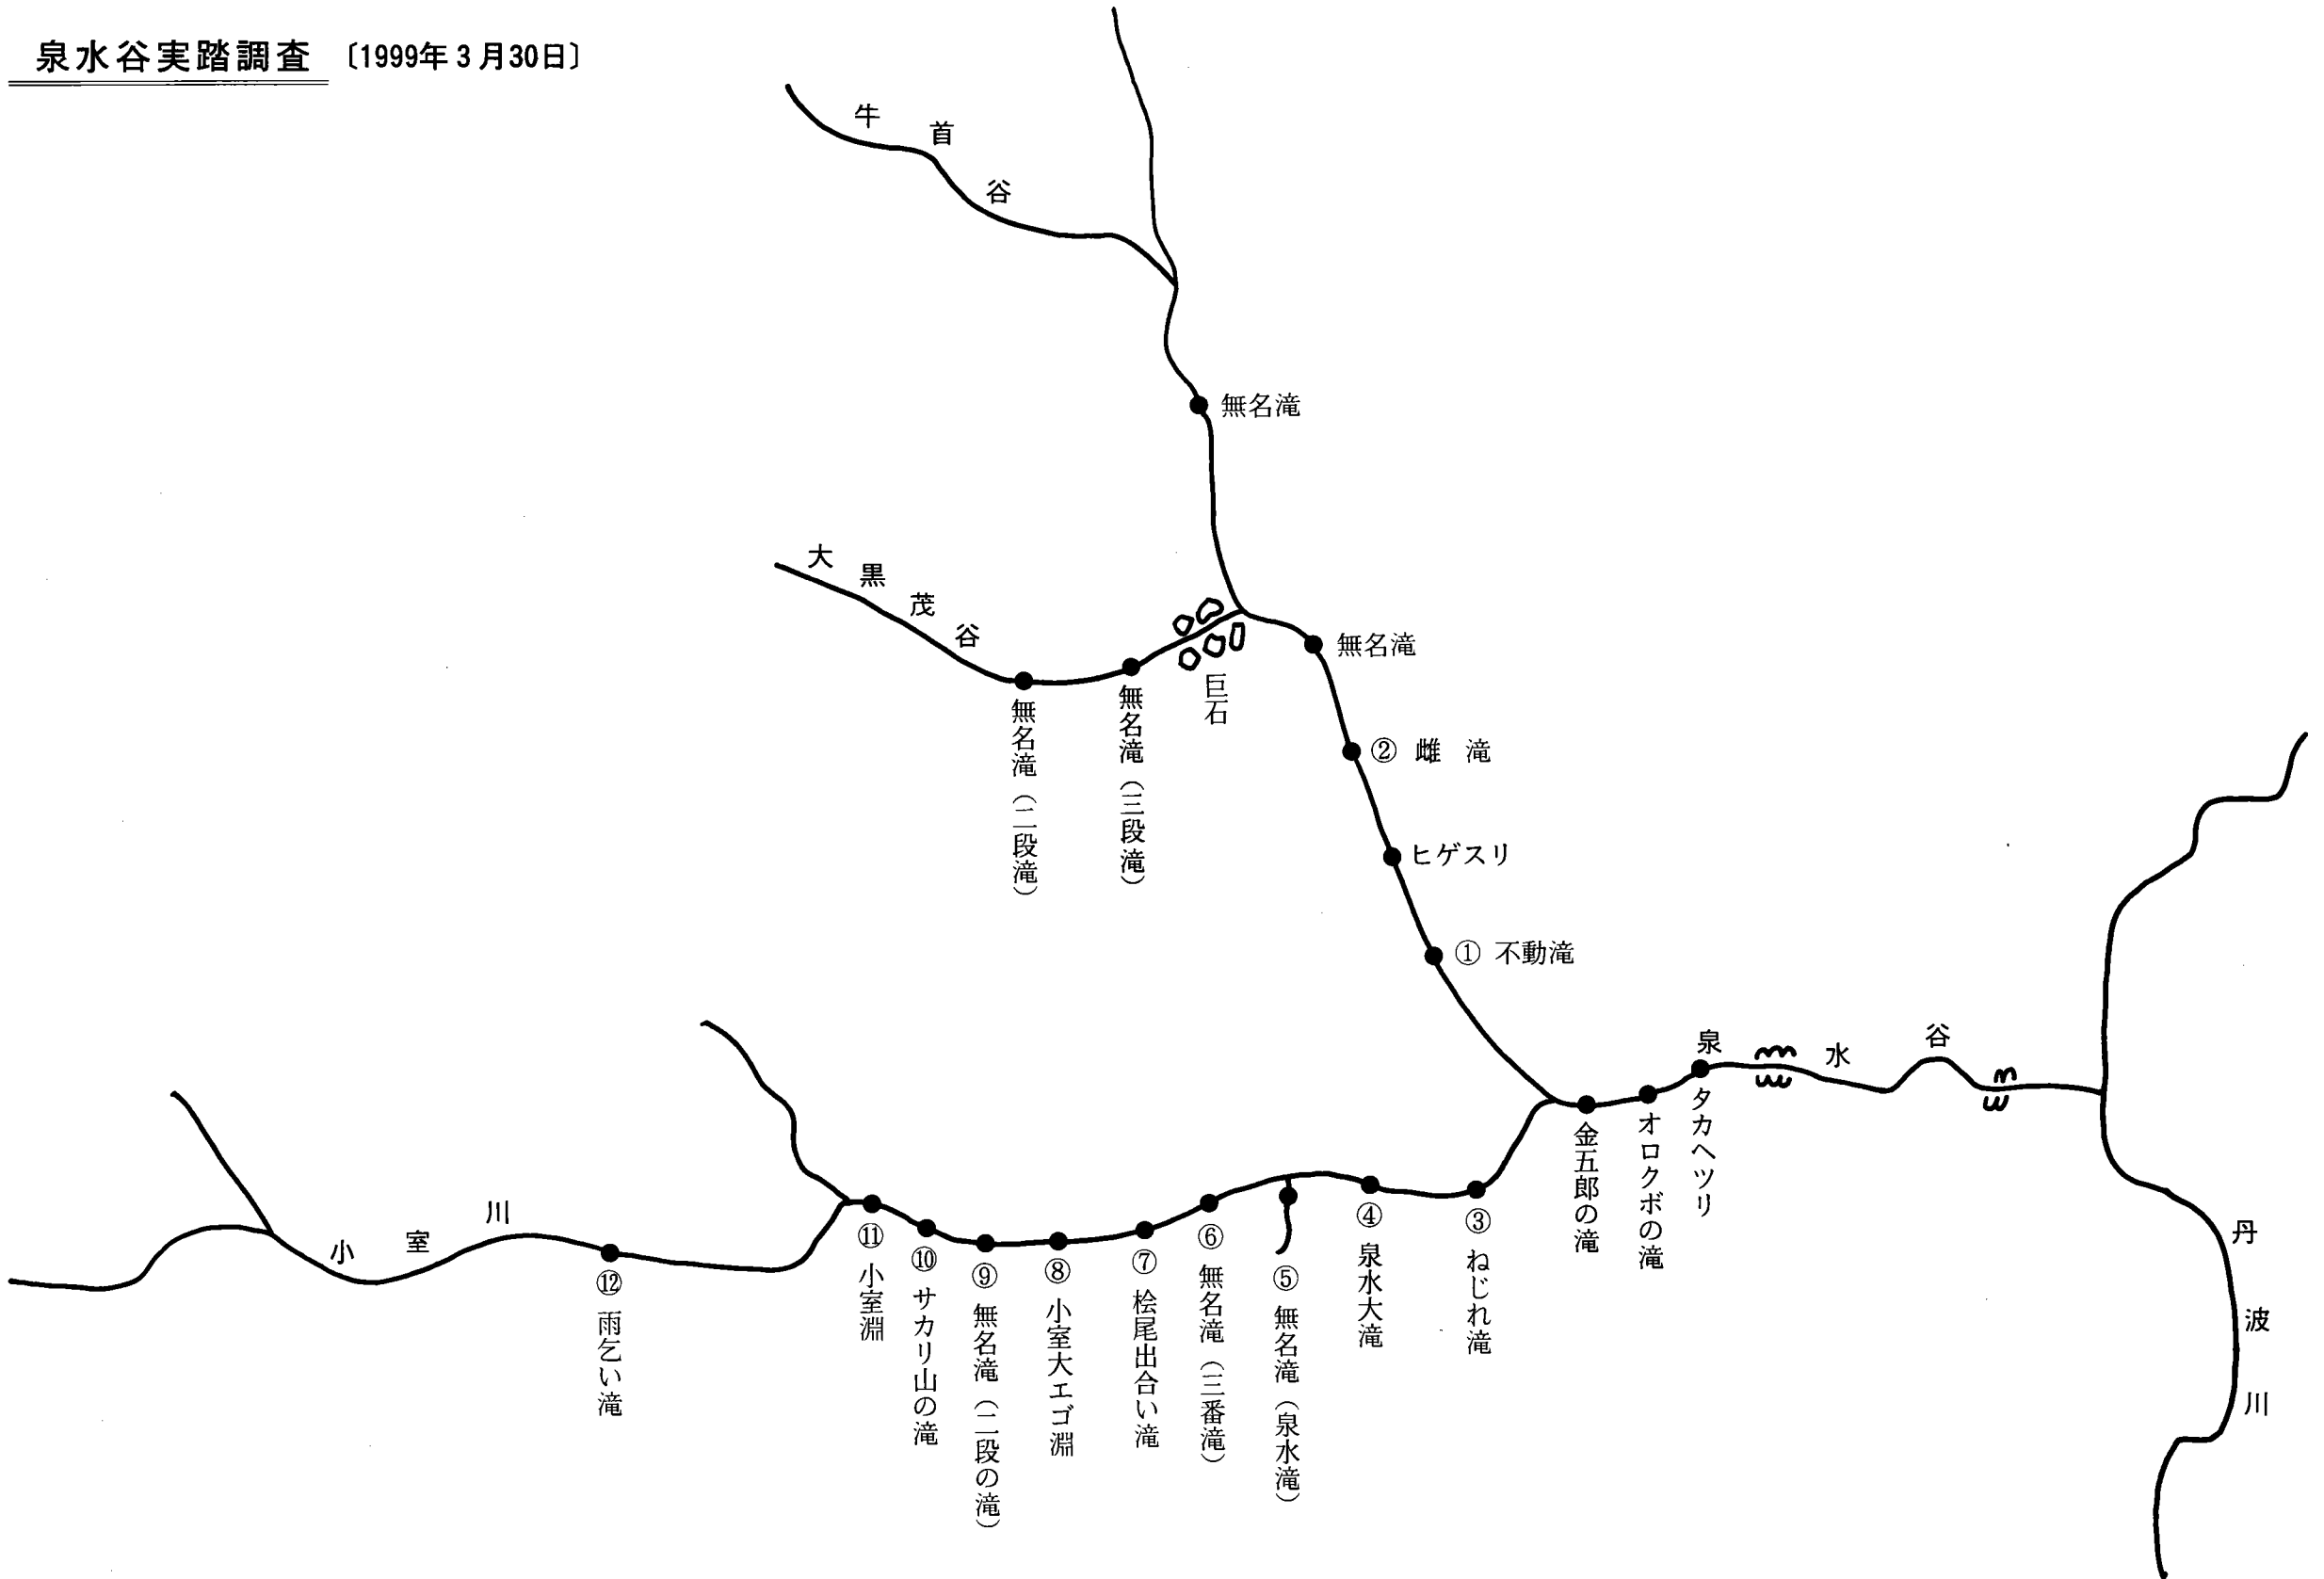 泉水谷実踏調査 〔1999年3月30日〕
牛首谷
無名滝
大黒茂谷
無名滝
巨石
無名滝（三段滝）
無名滝（二段滝）
② 雌滝
ヒゲスリ
① 不動滝
泉水谷
タカヘツリ
オロクボの滝
金五郎の滝
③ ねじれ滝
④ 泉水大滝
⑤ 無名滝（泉水滝）
⑥ 無名滝（三番滝）
⑦ 桧尾出合い滝
⑧ 小室大エゴ淵
⑨ 無名滝（二段の滝）
⑩ サカリ山の滝
⑪ 小室淵
⑫ 雨乞い滝
小室川
丹波川